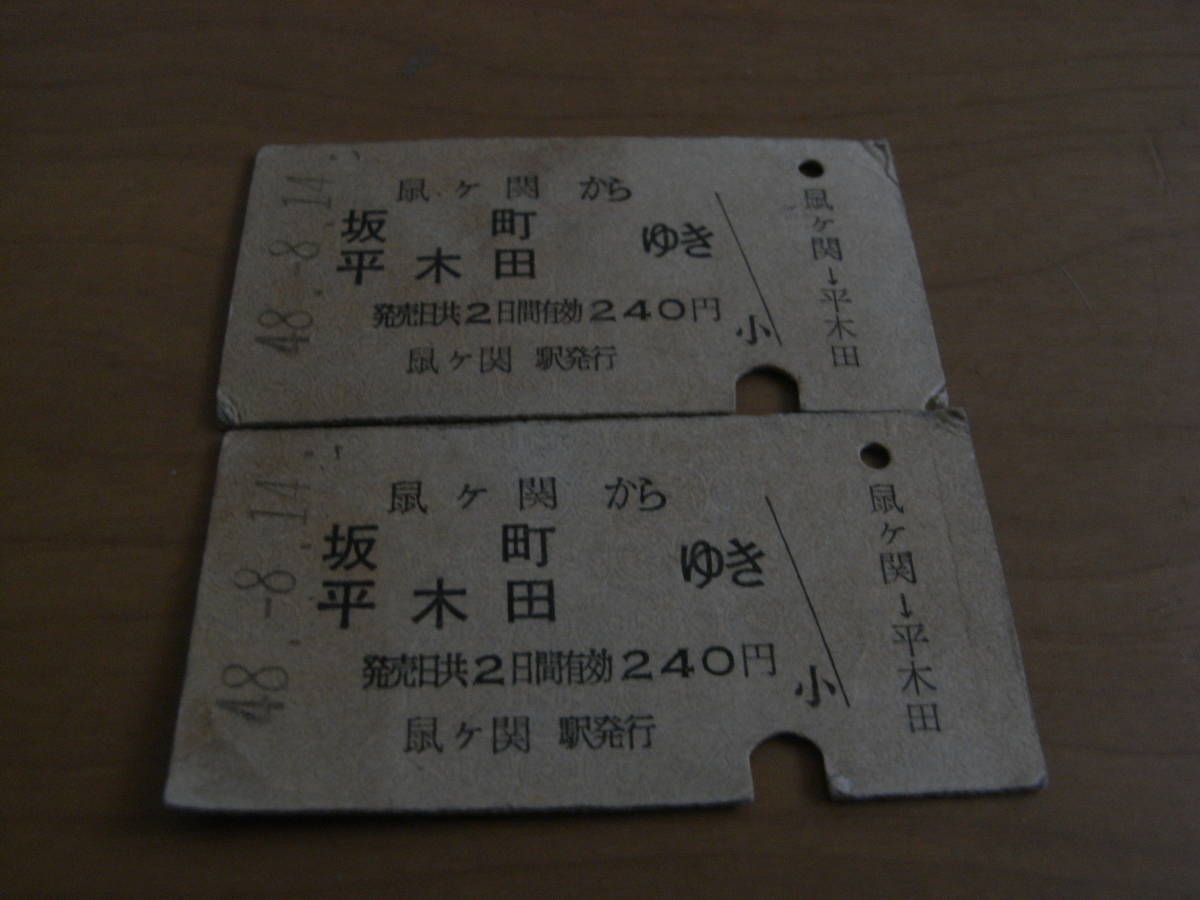 48.-8.14
鼠ヶ関から
坂町
平木田
ゆき
発売日共2日間有効240円
鼠ヶ関駅発行
小
鼠ヶ関→平木田
48.-8.14
鼠ヶ関から
坂町
平木田
ゆき
発売日共2日間有効240円
鼠ヶ関駅発行
小
鼠ヶ関→平木田